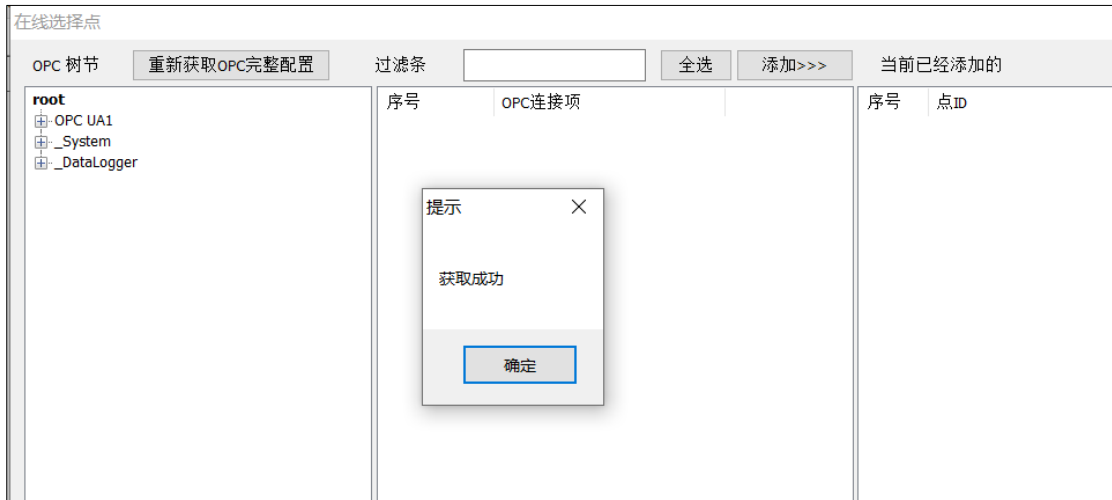 在线选择点
OPC 树节 重新获取OPC完整配置 过滤条 全选 添加>>> 当前已经添加的
root
OPC UA1
_System
_DataLogger
序号 OPC连接项
序号 点ID
提示
获取成功
确定